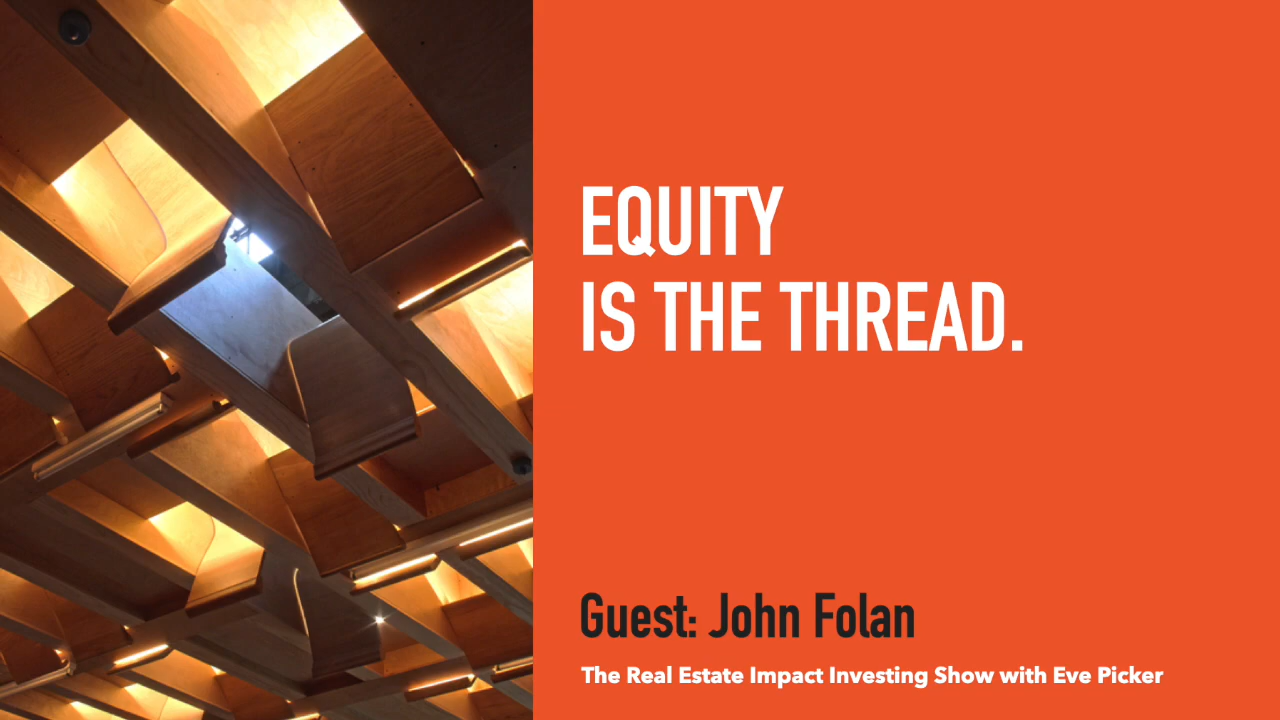 EQUITY
IS THE THREAD.
Guest: John Folan
The Real Estate Impact Investing Show with Eve Picker